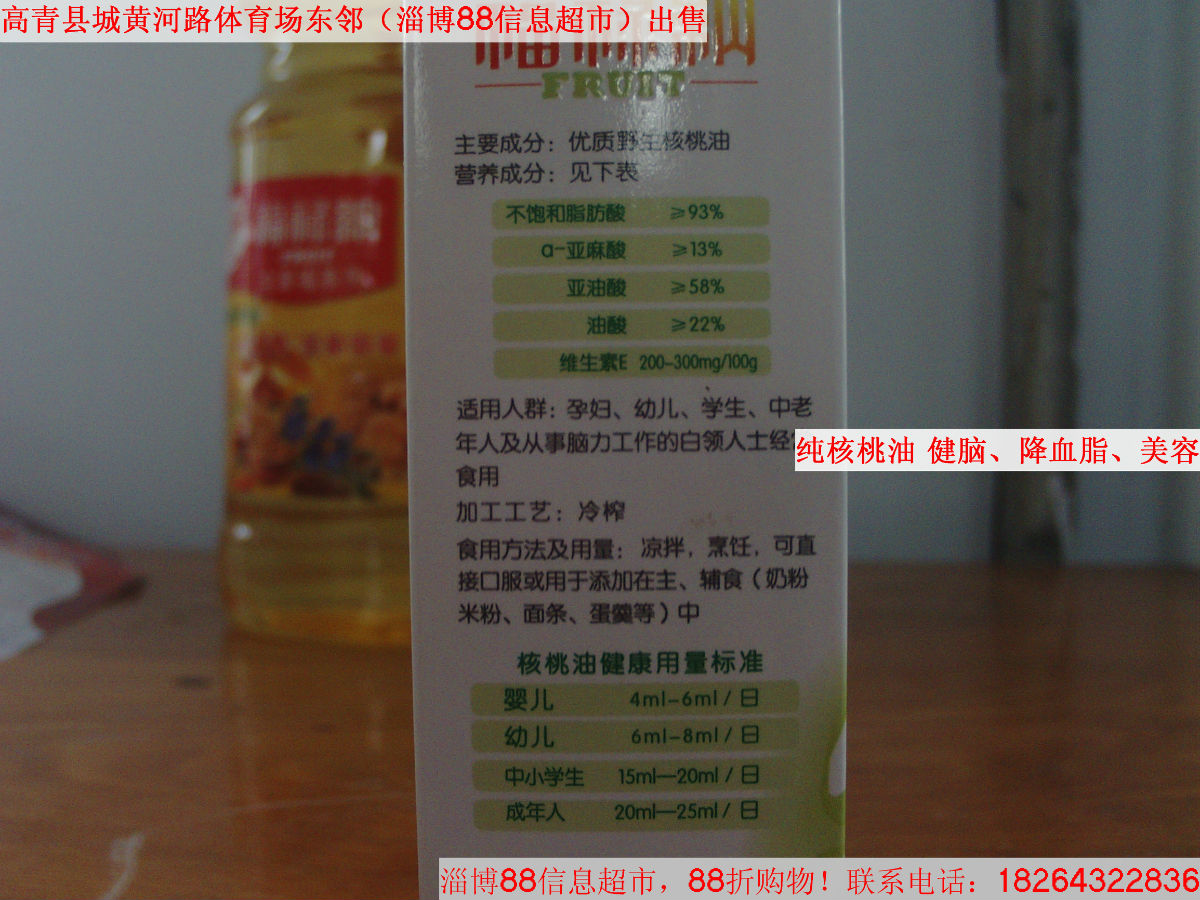 高青县城黄河路体育场东邻（淄博88信息超市）出售
FRUIT
主要成分：优质野生核桃油
营养成分：见下表
不饱和脂肪酸 ≥93%
α-亚麻酸 ≥13%
亚油酸 ≥58%
油酸 ≥22%
维生素E 200-300mg/100g
适用人群：孕妇、幼儿、学生、中老
年人及从事脑力工作的白领人士经
纯核桃油 健脑、降血脂、美容
食用
加工工艺：冷榨
食用方法及用量：凉拌，烹饪，可直
接口服或用于添加在主、辅食（奶粉
米粉、面条、蛋羹等）中
核桃油健康用量标准
婴儿 4ml-6ml/日
幼儿 6ml-8ml/日
中小学生 15ml—20ml/日
成年人 20ml—25ml/日
淄博88信息超市，88折购物！联系电话：18264322836